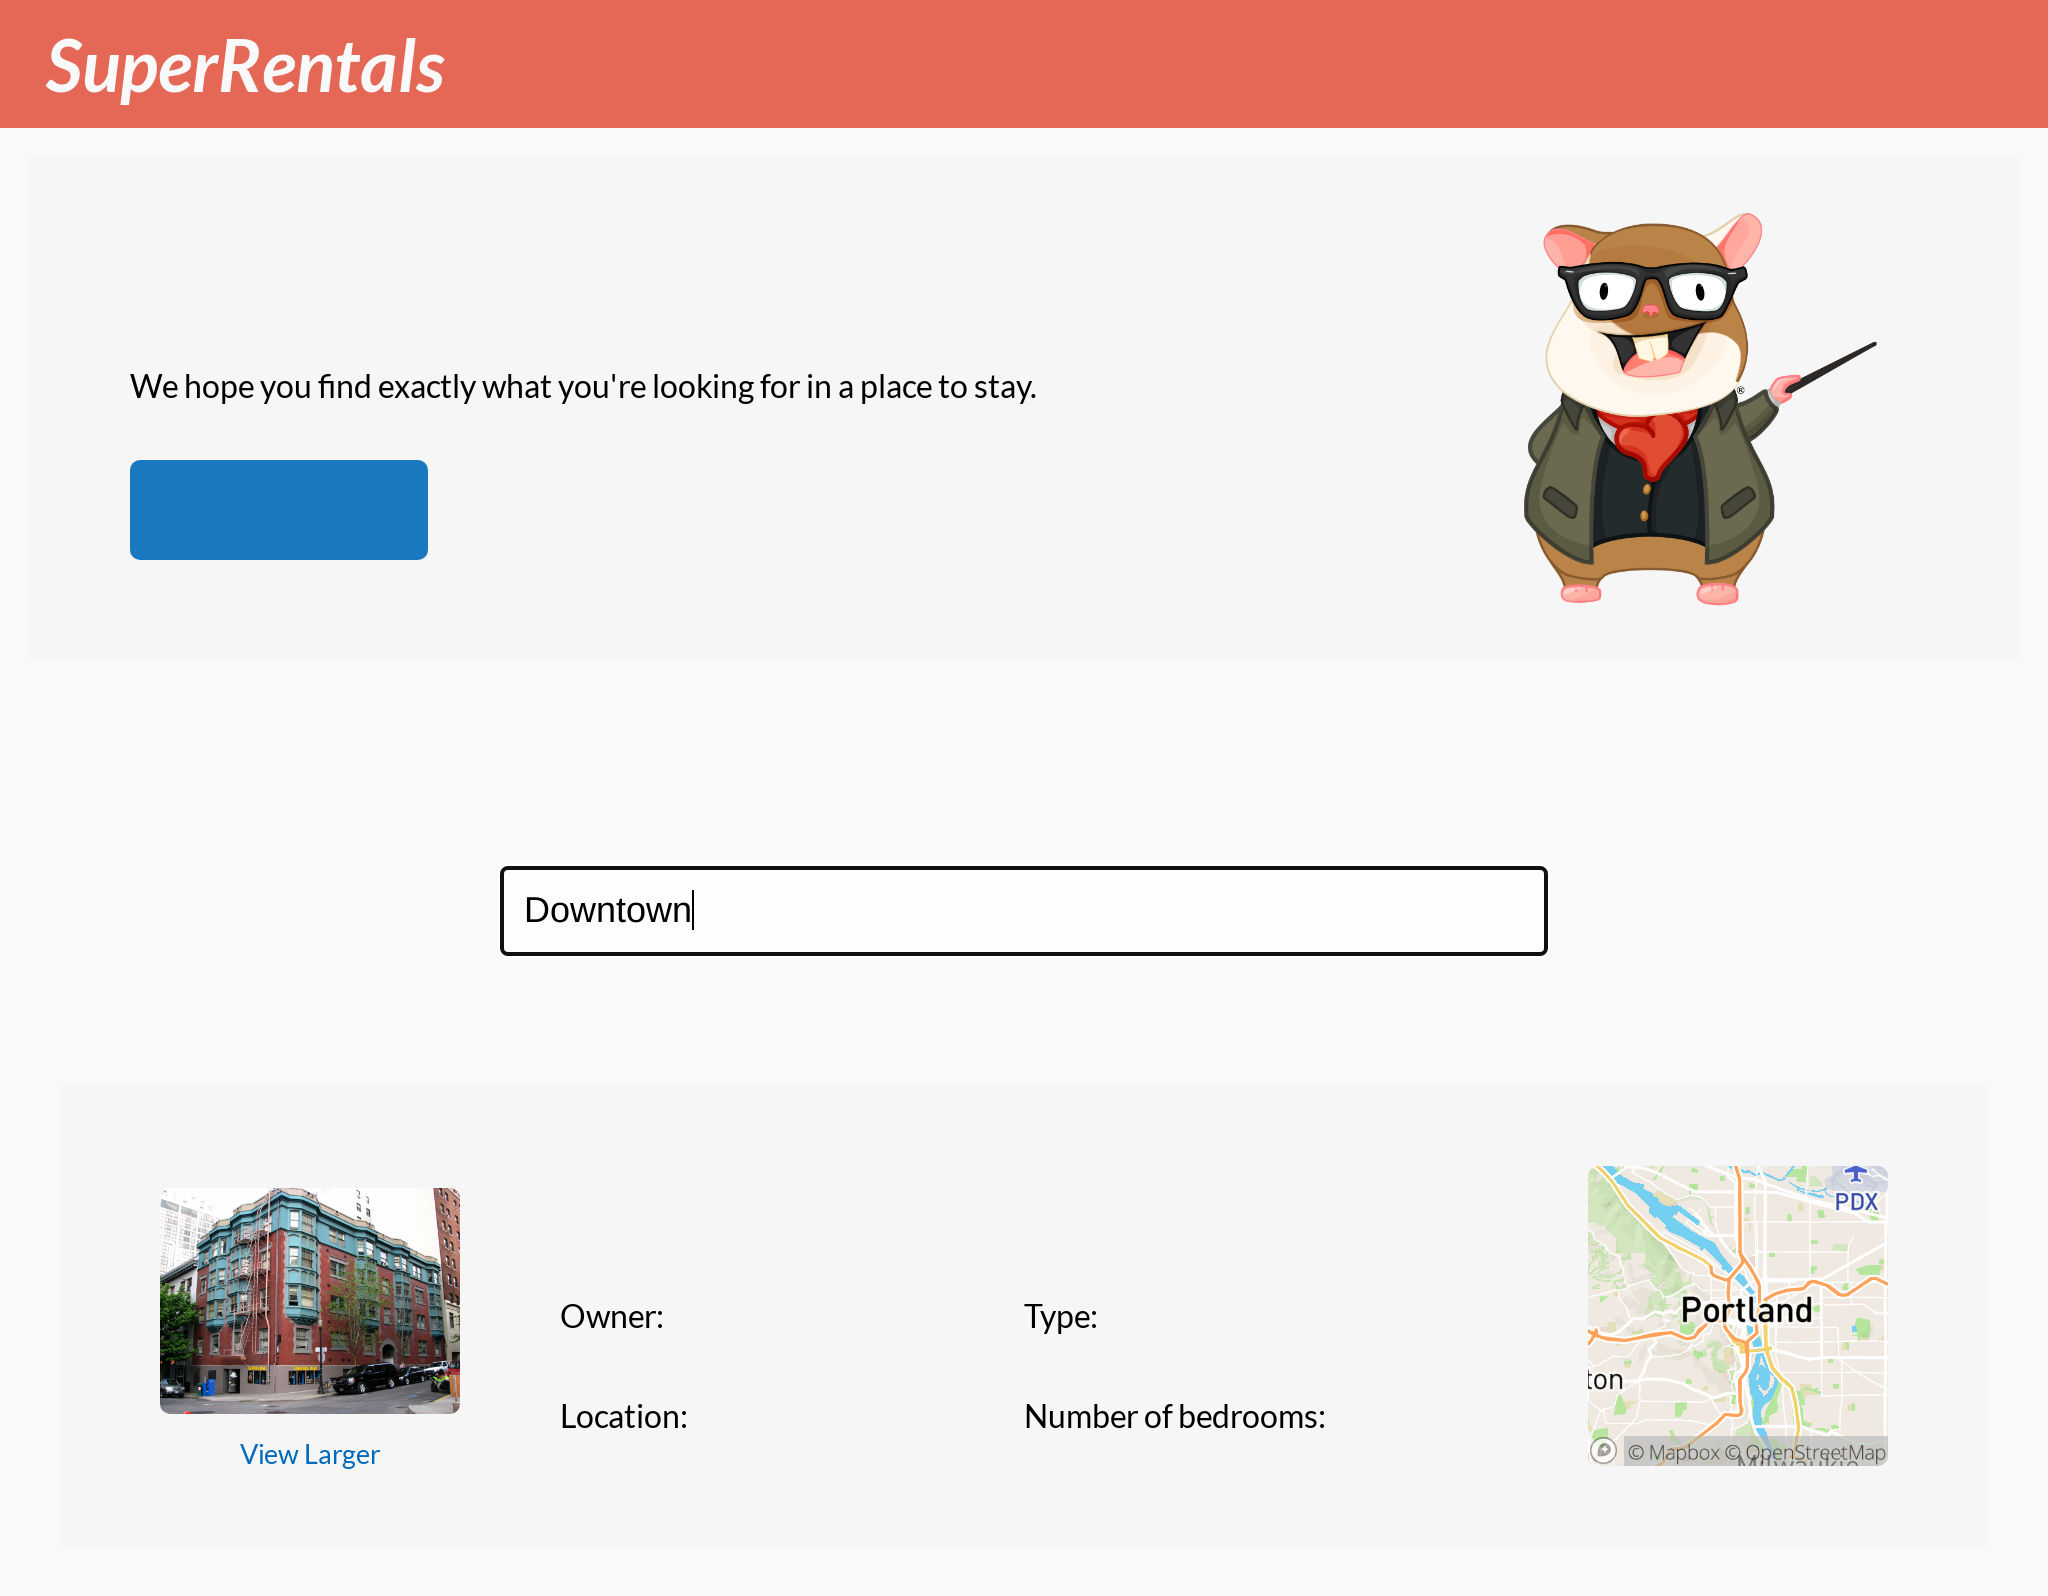 SuperRentals
We hope you find exactly what you're looking for in a place to stay.
®
Downtown
Owner:
Type:
Location:
Number of bedrooms:
View Larger
PDX
Portland
ton
© Mapbox © OpenStreetMap
Milwaukie